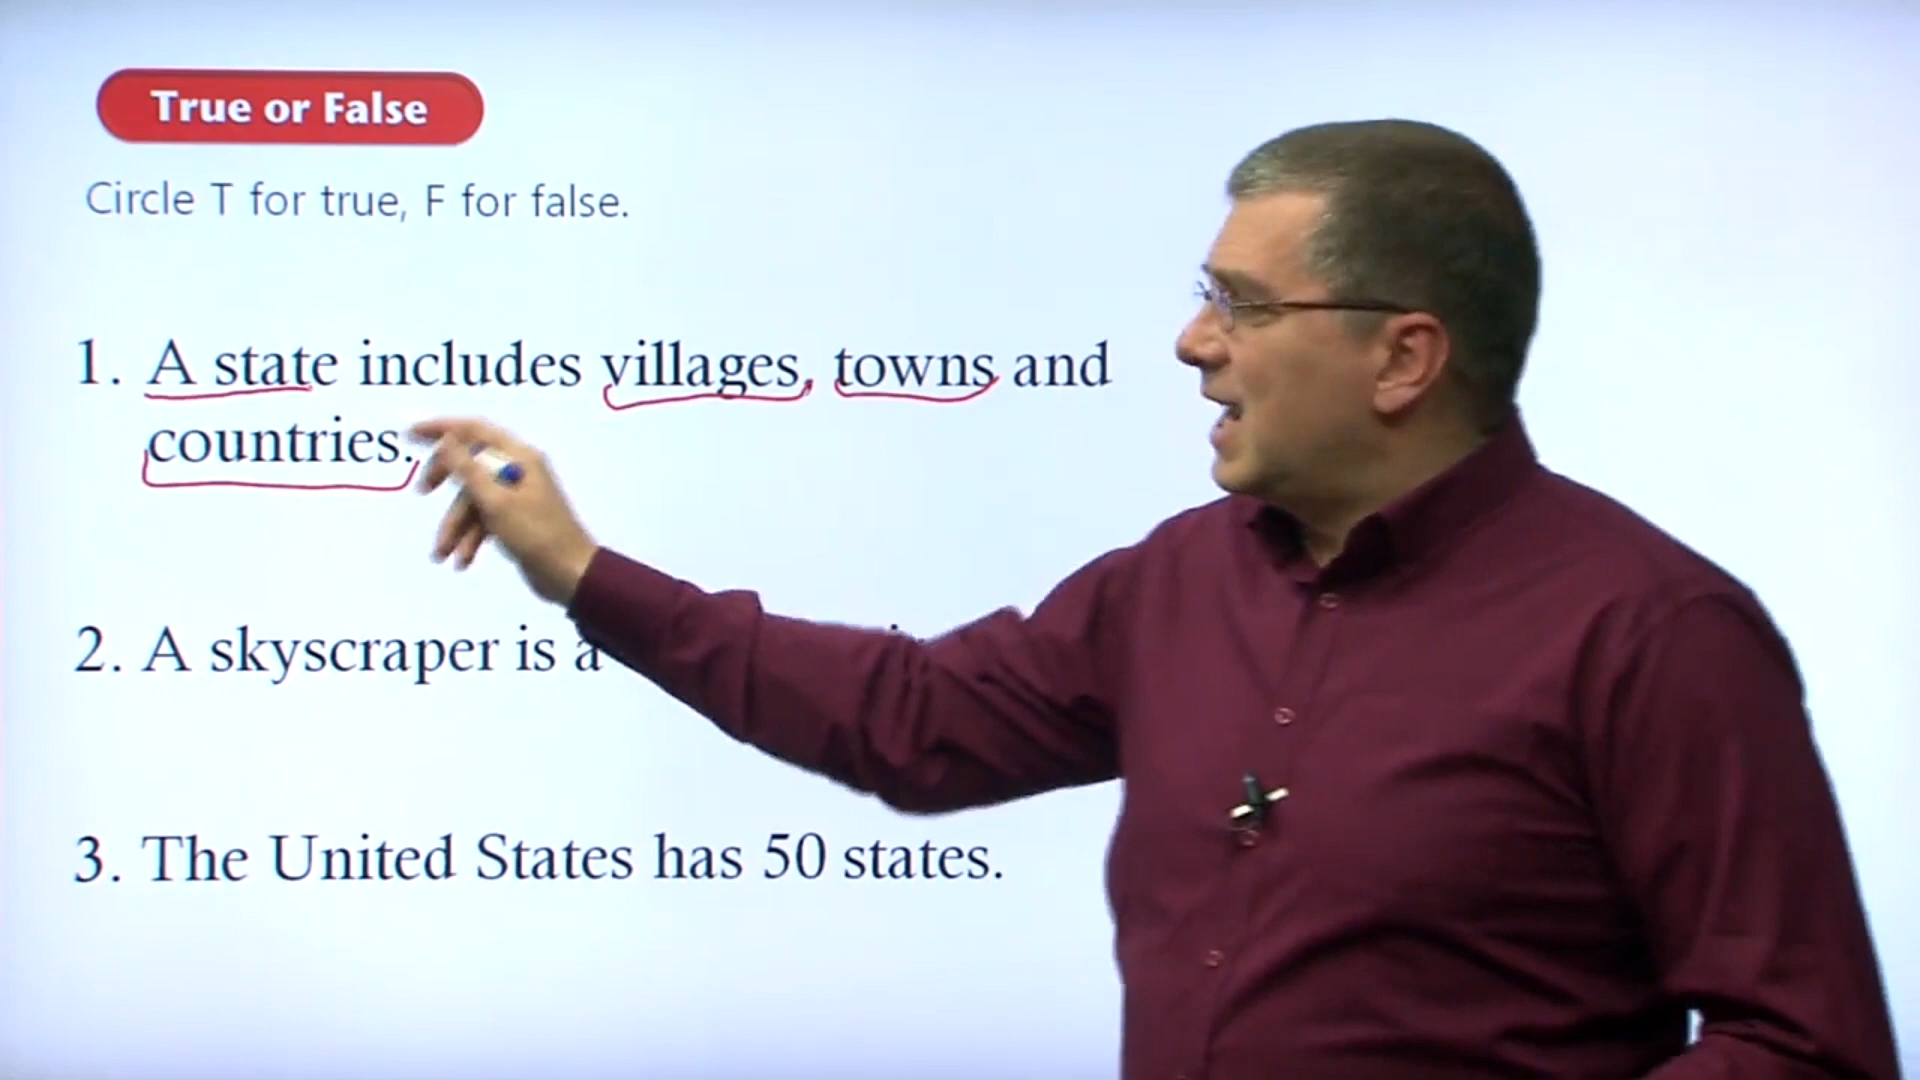 True or False
Circle T for true, F for false.
1. A state includes villages, towns and
countries.
2. A skyscraper is a
3. The United States has 50 states.